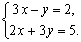 3x − y = 2,
2x + 3y = 5.